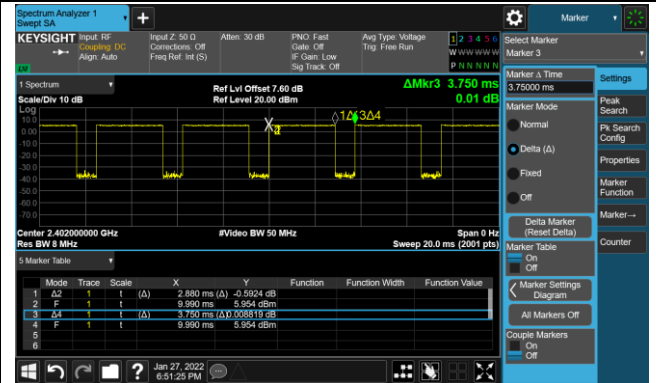 Spectrum Analyzer 1
Swept SA
Marker
KEYSIGHT
Input: RF
Coupling: DC
Align: Auto
Input Z: 50 Ω
Corrections: Off
Freq Ref: Int (S)
Atten: 30 dB
PNO: Fast
Gate: Off
IF Gain: Low
Sig Track: Off
Avg Type: Voltage
Trig: Free Run
1 2 3 4 5 6
W W W W W W
P N N N N N
Select Marker
Marker 3
1 Spectrum
Scale/Div 10 dB
Ref Lvl Offset 7.60 dB
Ref Level 20.00 dBm
ΔMkr3 3.750 ms
0.01 dB
Log
10.0
0.00
-10.0
-20.0
-30.0
-40.0
-50.0
-60.0
-70.0
1Δ
3Δ4
Center 2.402000000 GHz
Res BW 8 MHz
#Video BW 50 MHz
Span 0 Hz
Sweep 20.0 ms (2001 pts)
5 Marker Table
Mode Trace Scale X Y Function Function Width Function Value
1 Δ2 1 t (Δ) 2.880 ms (Δ) -0.5924 dB
2 F 1 t 9.990 ms 5.954 dBm
3 Δ4 1 t (Δ) 3.750 ms (Δ) 0.008819 dB
4 F 1 t 9.990 ms 5.954 dBm
5
6
Marker Δ Time
3.75000 ms
Marker Mode
Normal
Delta (Δ)
Fixed
Off
Delta Marker
(Reset Delta)
Marker Table
On
Off
Marker Settings
Diagram
All Markers Off
Couple Markers
On
Off
Settings
Peak
Search
Pk Search
Config
Properties
Marker
Function
Marker→
Counter
?
Jan 27, 2022
6:51:25 PM